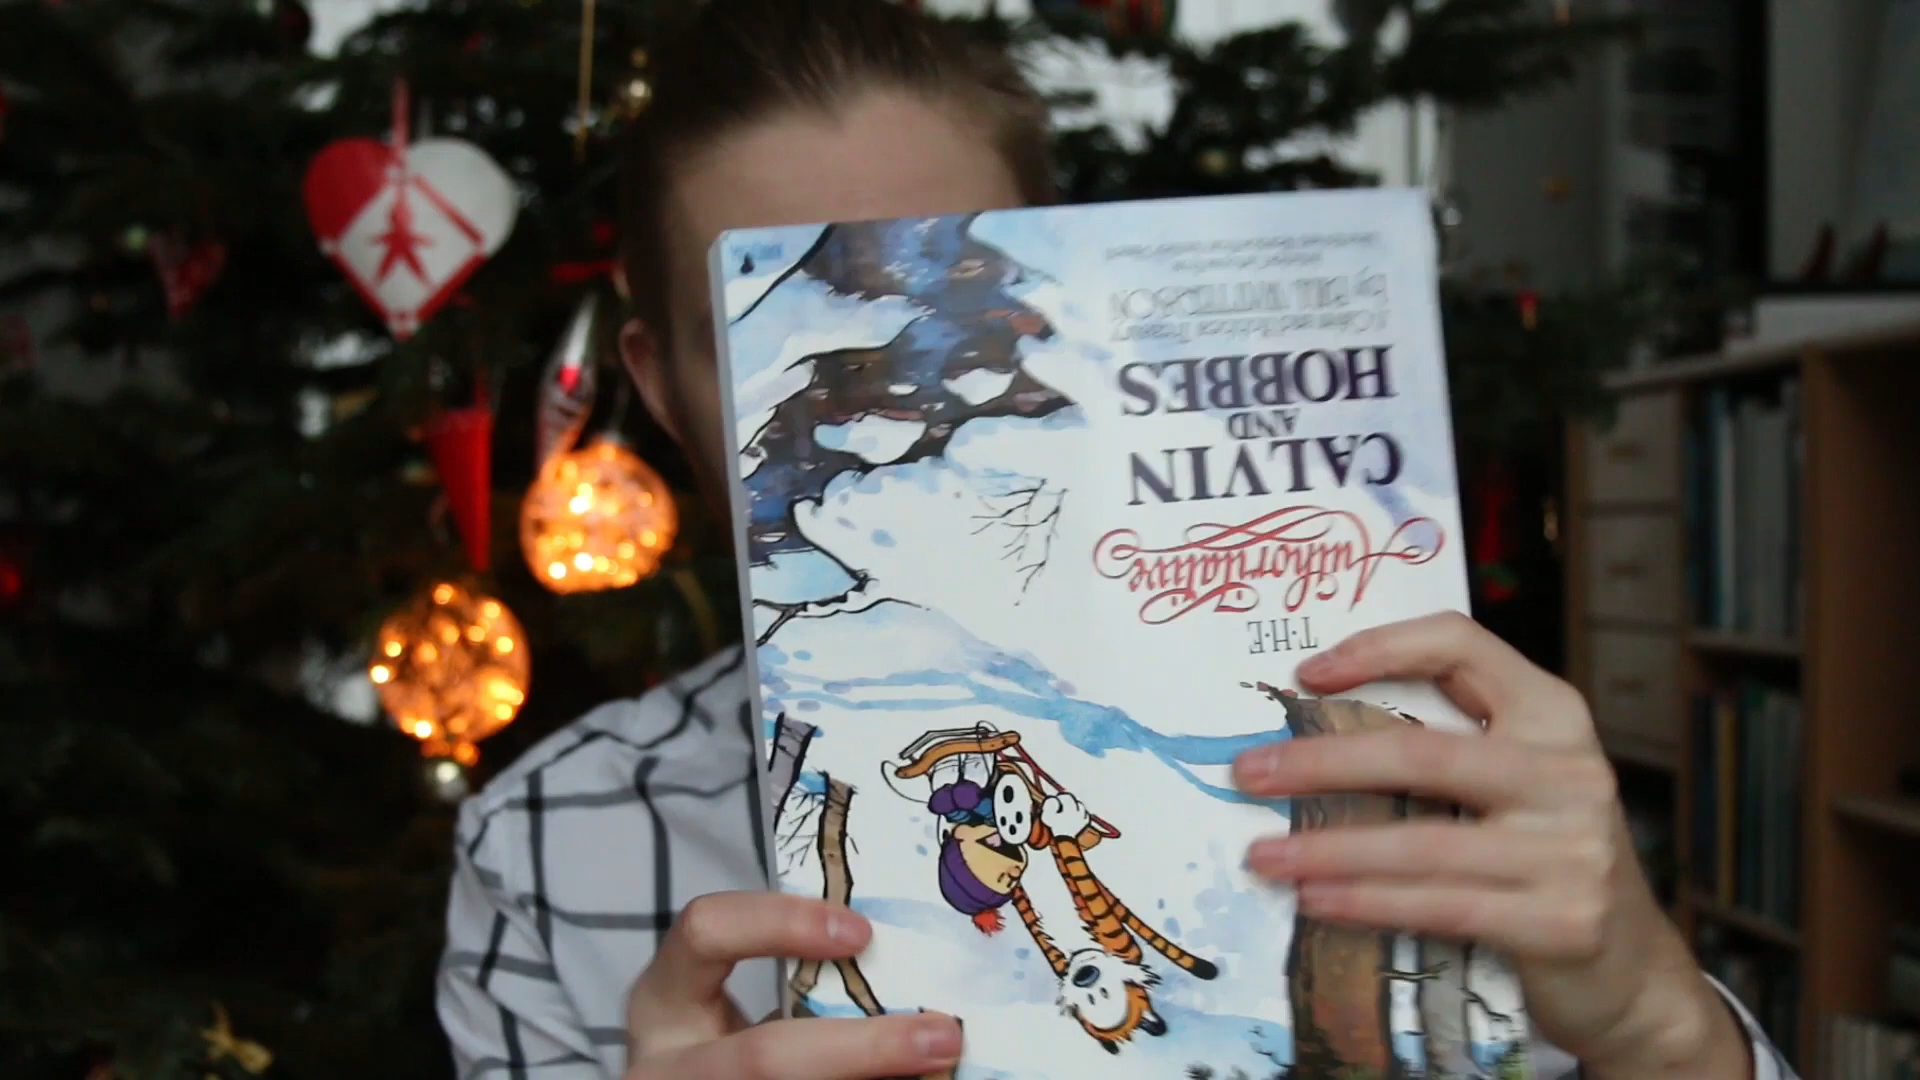 T·H·E
Authoritative
CALVIN
AND
HOBBES
A Calvin and Hobbes Treasury
by BILL WATTERSON